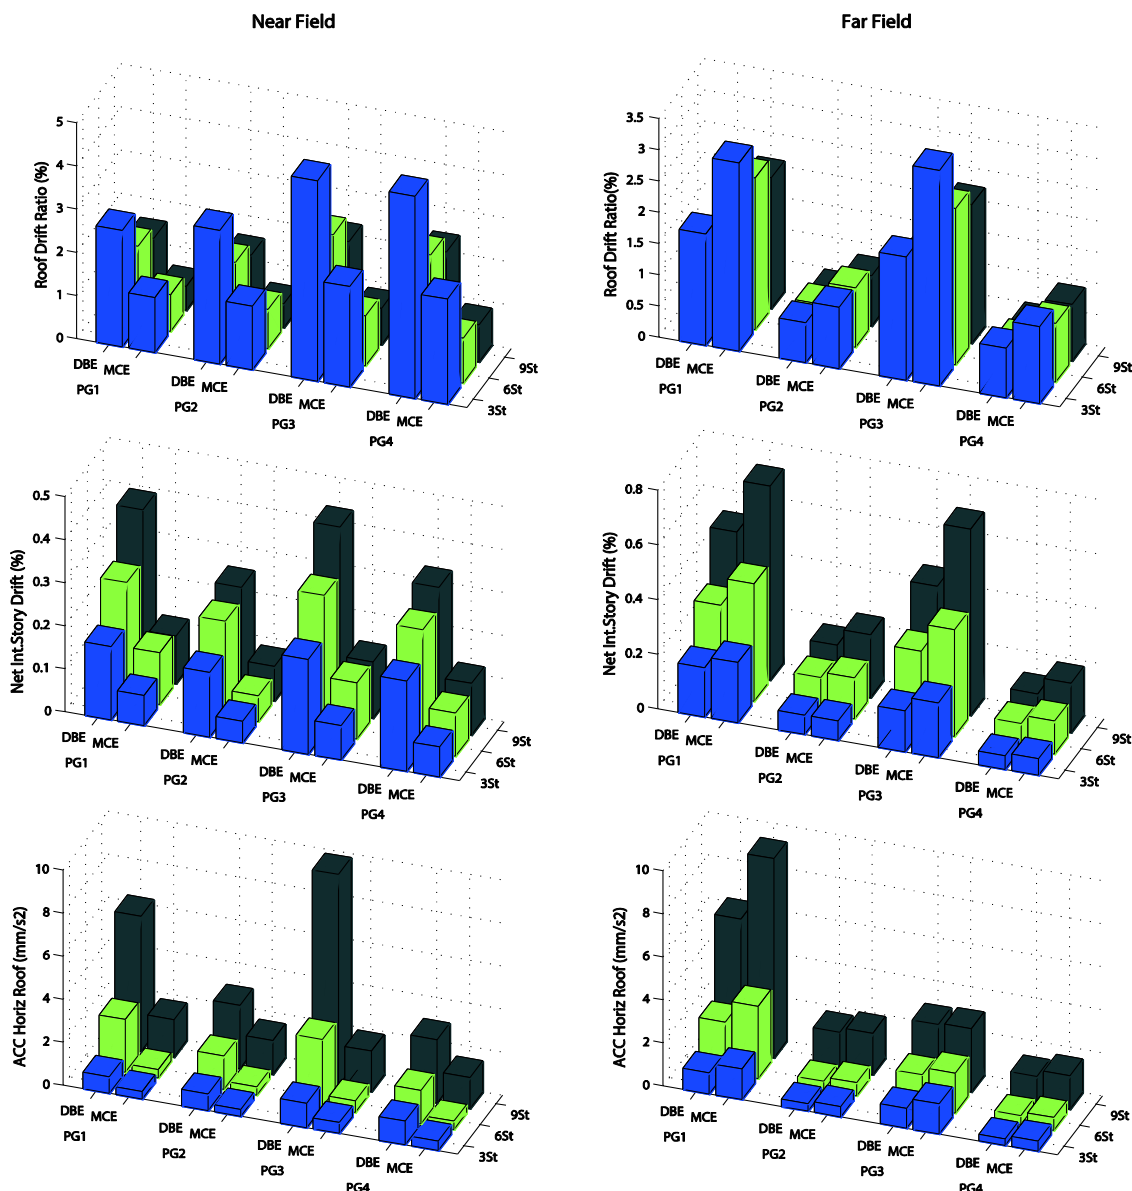 Near Field
Far Field
Roof Drift Ratio (%)
5
4
3
2
1
0
DBE MCE
PG1
DBE MCE
PG2
DBE MCE
PG3
DBE MCE
PG4
9St
6St
3St
Roof Drift Ratio(%)
3.5
3
2.5
2
1.5
1
0.5
0
DBE MCE
PG1
DBE MCE
PG2
DBE MCE
PG3
DBE MCE
PG4
9St
6St
3St
Net Int.Story Drift (%)
0.5
0.4
0.3
0.2
0.1
0
DBE MCE
PG1
DBE MCE
PG2
DBE MCE
PG3
DBE MCE
PG4
9St
6St
3St
Net Int.Story Drift (%)
0.8
0.6
0.4
0.2
0
DBE MCE
PG1
DBE MCE
PG2
DBE MCE
PG3
DBE MCE
PG4
9St
6St
3St
ACC Horiz Roof (mm/s2)
10
8
6
4
2
0
DBE MCE
PG1
DBE MCE
PG2
DBE MCE
PG3
DBE MCE
PG4
9St
6St
3St
ACC Horiz Roof (mm/s2)
10
8
6
4
2
0
DBE MCE
PG1
DBE MCE
PG2
DBE MCE
PG3
DBE MCE
PG4
9St
6St
3St